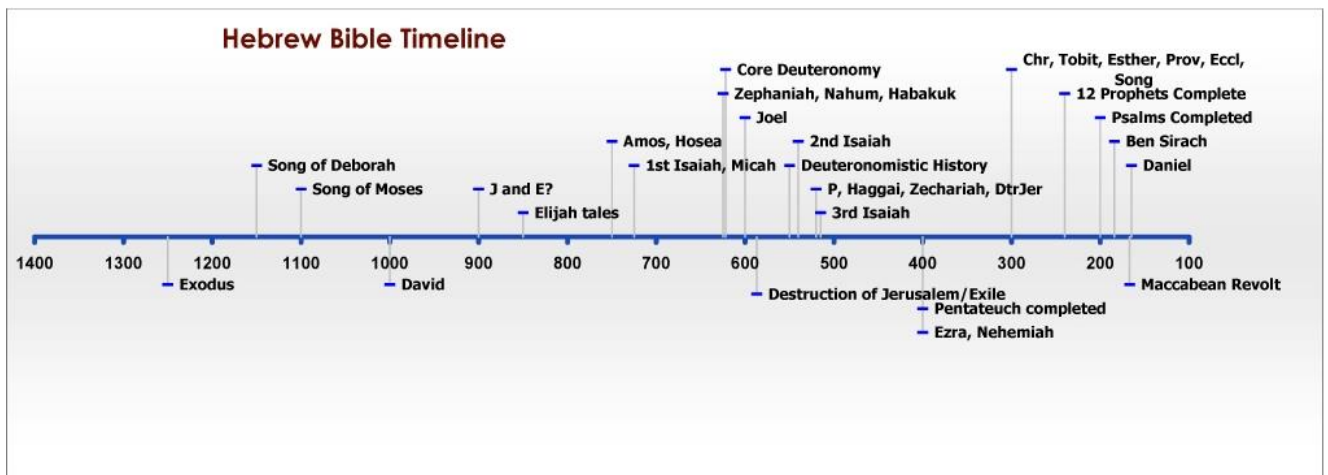 Hebrew Bible Timeline
Chr, Tobit, Esther, Prov, Eccl,
Song
Core Deuteronomy
Zephaniah, Nahum, Habakuk
12 Prophets Complete
Joel
Psalms Completed
Amos, Hosea
2nd Isaiah
Ben Sirach
Song of Deborah
1st Isaiah, Micah
Deuteronomistic History
Daniel
Song of Moses
J and E?
P, Haggai, Zechariah, DtrJer
Elijah tales
3rd Isaiah
1400 1300 1200 1100 1000 900 800 700 600 500 400 300 200 100
Exodus
David
Maccabean Revolt
Destruction of Jerusalem/Exile
Pentateuch completed
Ezra, Nehemiah